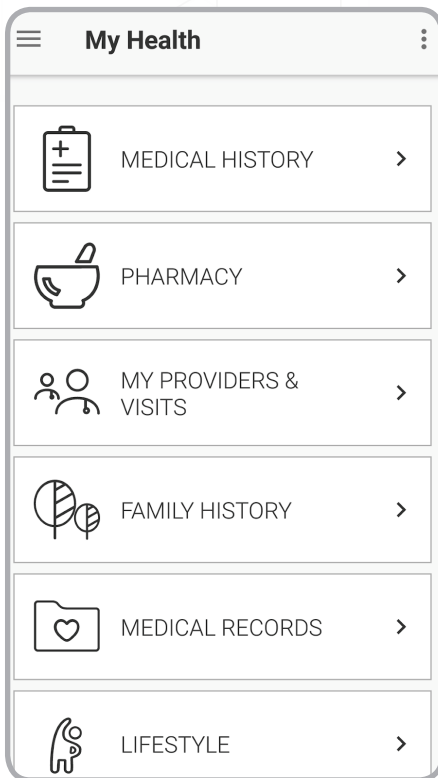 My Health
MEDICAL HISTORY
PHARMACY
MY PROVIDERS &
VISITS
FAMILY HISTORY
MEDICAL RECORDS
LIFESTYLE